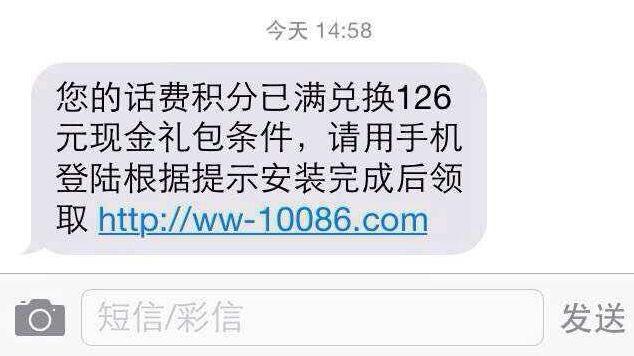 今天 14:58
您的话费积分已满兑换126
元现金礼包条件，请用手机
登陆根据提示安装完成后领
取 http://ww-10086.com
短信/彩信
发送